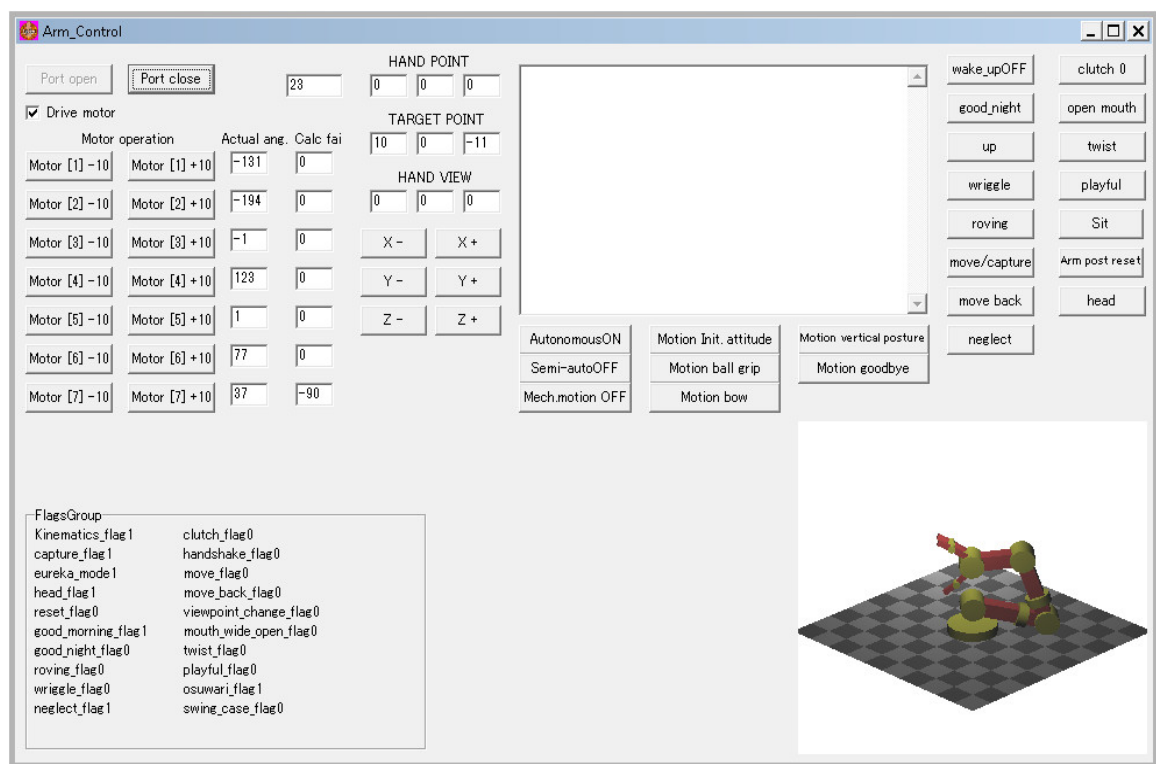 Arm_Control
Port open
Port close
23
Drive motor
Motor operation
Actual ang.
Calc fai
Motor [1] -10
Motor [1] +10
-131
0
Motor [2] -10
Motor [2] +10
-194
0
Motor [3] -10
Motor [3] +10
-1
0
Motor [4] -10
Motor [4] +10
123
0
Motor [5] -10
Motor [5] +10
1
0
Motor [6] -10
Motor [6] +10
77
0
Motor [7] -10
Motor [7] +10
37
-90
HAND POINT
0
0
0
TARGET POINT
10
0
-11
HAND VIEW
0
0
0
X -
X +
Y -
Y +
Z -
Z +
AutonomousON
Motion Init. attitude
Motion vertical posture
Semi-autoOFF
Motion ball grip
Motion goodbye
Mech.motion OFF
Motion bow
wake_upOFF
clutch 0
good_night
open mouth
up
twist
wriggle
playful
roving
Sit
move/capture
Arm post reset
move back
head
neglect
FlagsGroup
Kinematics_flag1
clutch_flag0
capture_flag1
handshake_flag0
eureka_mode1
move_flag0
head_flag1
move_back_flag0
reset_flag0
viewpoint_change_flag0
good_morning_flag1
mouth_wide_open_flag0
good_night_flag0
twist_flag0
roving_flag0
playful_flag0
wriggle_flag0
osuwari_flag1
neglect_flag1
swing_case_flag0